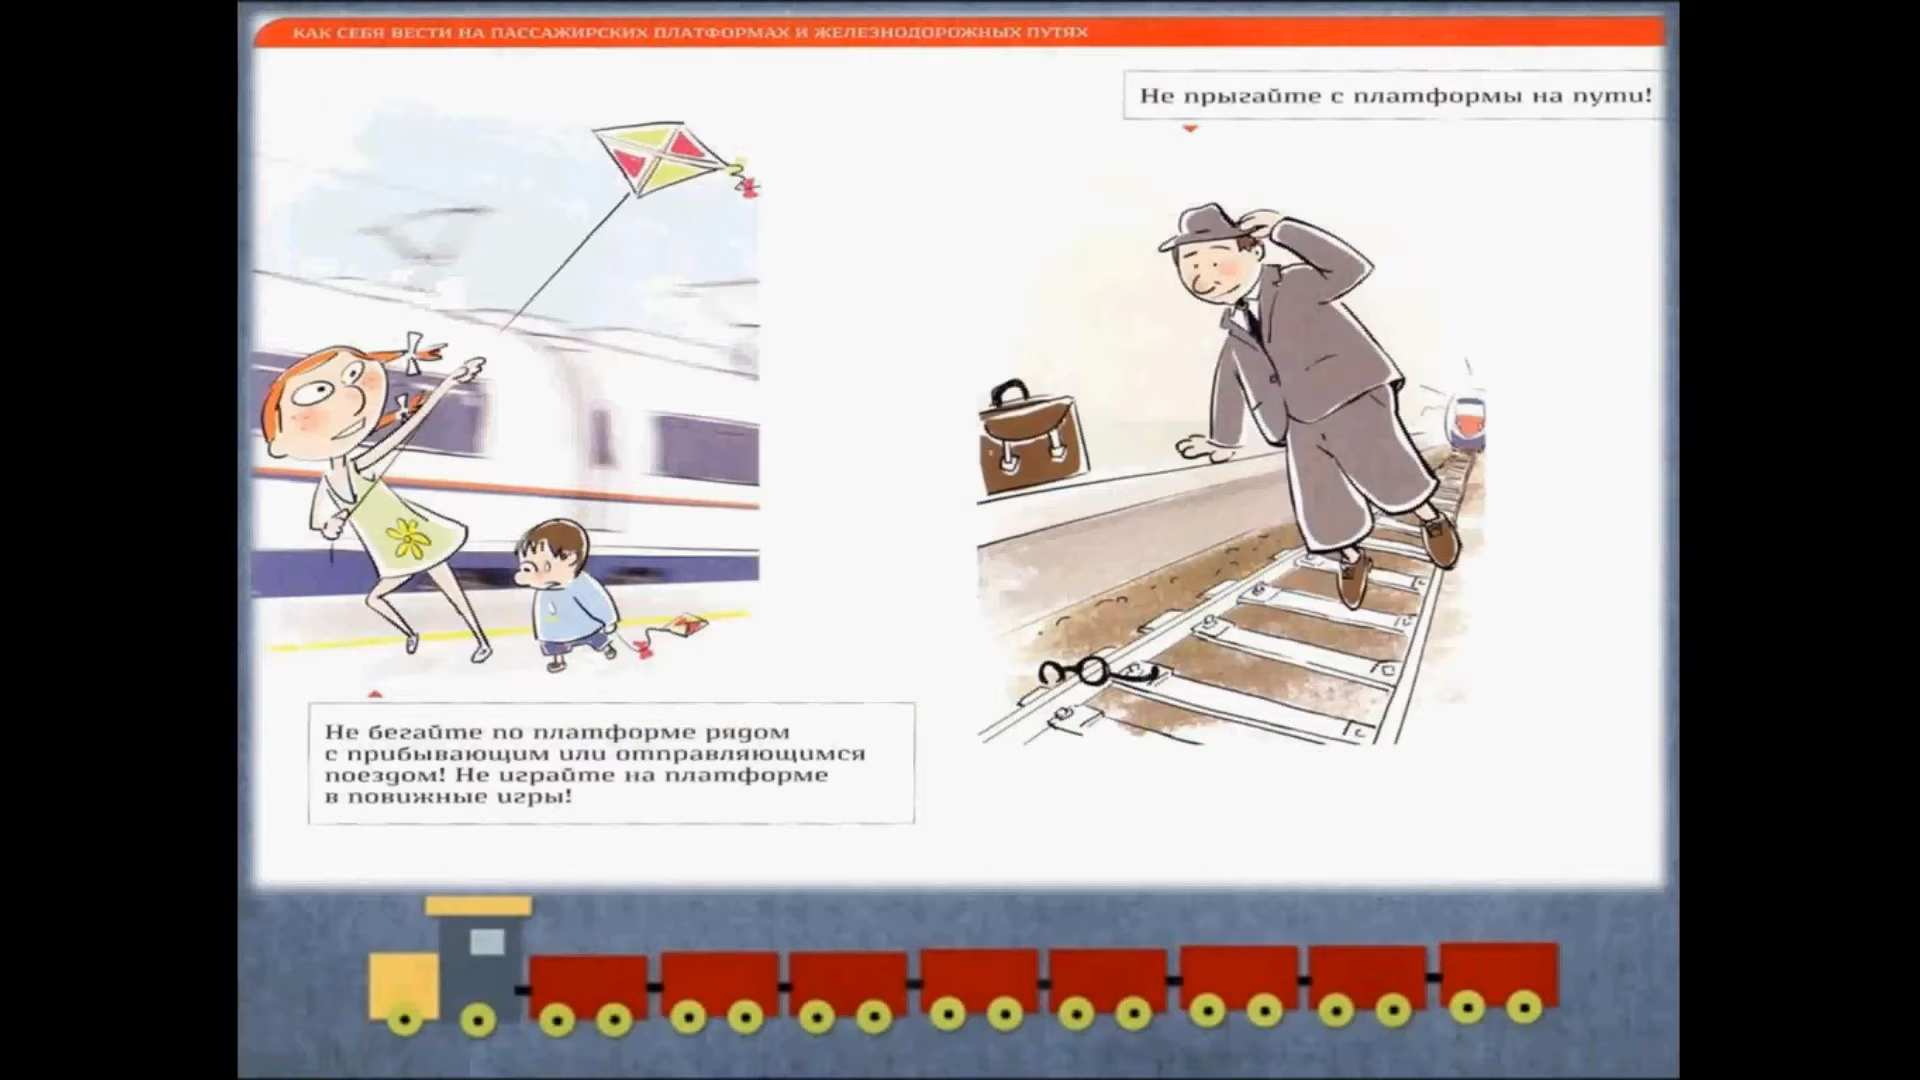 КАК СЕБЯ ВЕСТИ НА ПАССАЖИРСКИХ ПЛАТФОРМАХ И ЖЕЛЕЗНОДОРОЖНЫХ ПУТЯХ
Не прыгайте с платформы на пути!
Не бегайте по платформе рядом
с прибывающим или отправляющимся
поездом! Не играйте на платформе
в повижные игры!